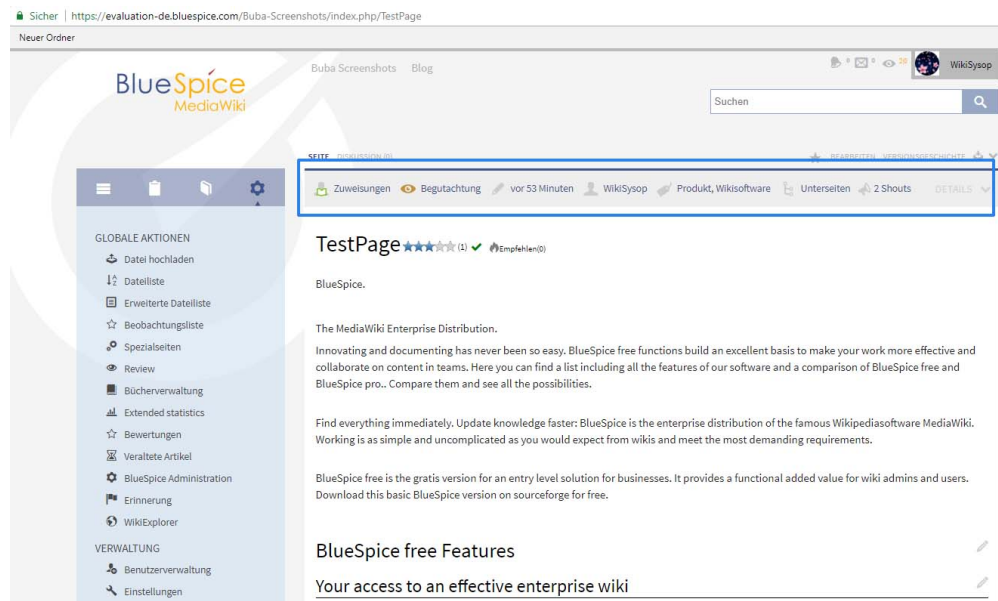 Sicher | https://evaluation-de.bluespice.com/Buba-Screenshots/index.php/TestPage
Neuer Ordner
BlueSpice
MediaWiki
Buba Screenshots Blog
WikiSysop
Suchen
SEITE DISKUSSION (0)
BEARBEITEN VERSIONSGESCHICHTE
Zuweisungen Begutachtung vor 53 Minuten WikiSysop Produkt, Wikisoftware Unterseiten 2 Shouts DETAILS
GLOBALE AKTIONEN
Datei hochladen
Dateiliste
Erweiterte Dateiliste
Beobachtungsliste
Spezialseiten
Review
Bücherverwaltung
Extended statistics
Bewertungen
Veraltete Artikel
BlueSpice Administration
Erinnerung
WikiExplorer
VERWALTUNG
Benutzerverwaltung
Einstellungen
TestPage (1) Empfehlen(0)
BlueSpice.
The MediaWiki Enterprise Distribution.
Innovating and documenting has never been so easy. BlueSpice free functions build an excellent basis to make your work more effective and
collaborate on content in teams. Here you can find a list including all the features of our software and a comparison of BlueSpice free and
BlueSpice pro.. Compare them and see all the possibilities.
Find everything immediately. Update knowledge faster: BlueSpice is the enterprise distribution of the famous Wikipediasoftware MediaWiki.
Working is as simple and uncomplicated as you would expect from wikis and meet the most demanding requirements.
BlueSpice free is the gratis version for an entry level solution for businesses. It provides a functional added value for wiki admins and users.
Download this basic BlueSpice version on sourceforge for free.
BlueSpice free Features
Your access to an effective enterprise wiki